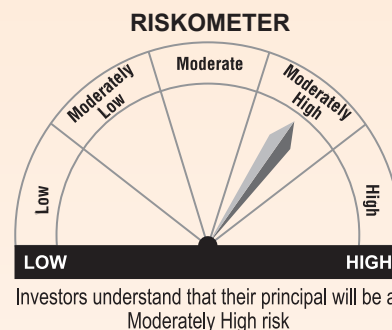 RISKOMETER
Moderate
Moderately
Low
Moderately
High
Low
High
LOW
HIGH
Investors understand that their principal will be a
Moderately High risk